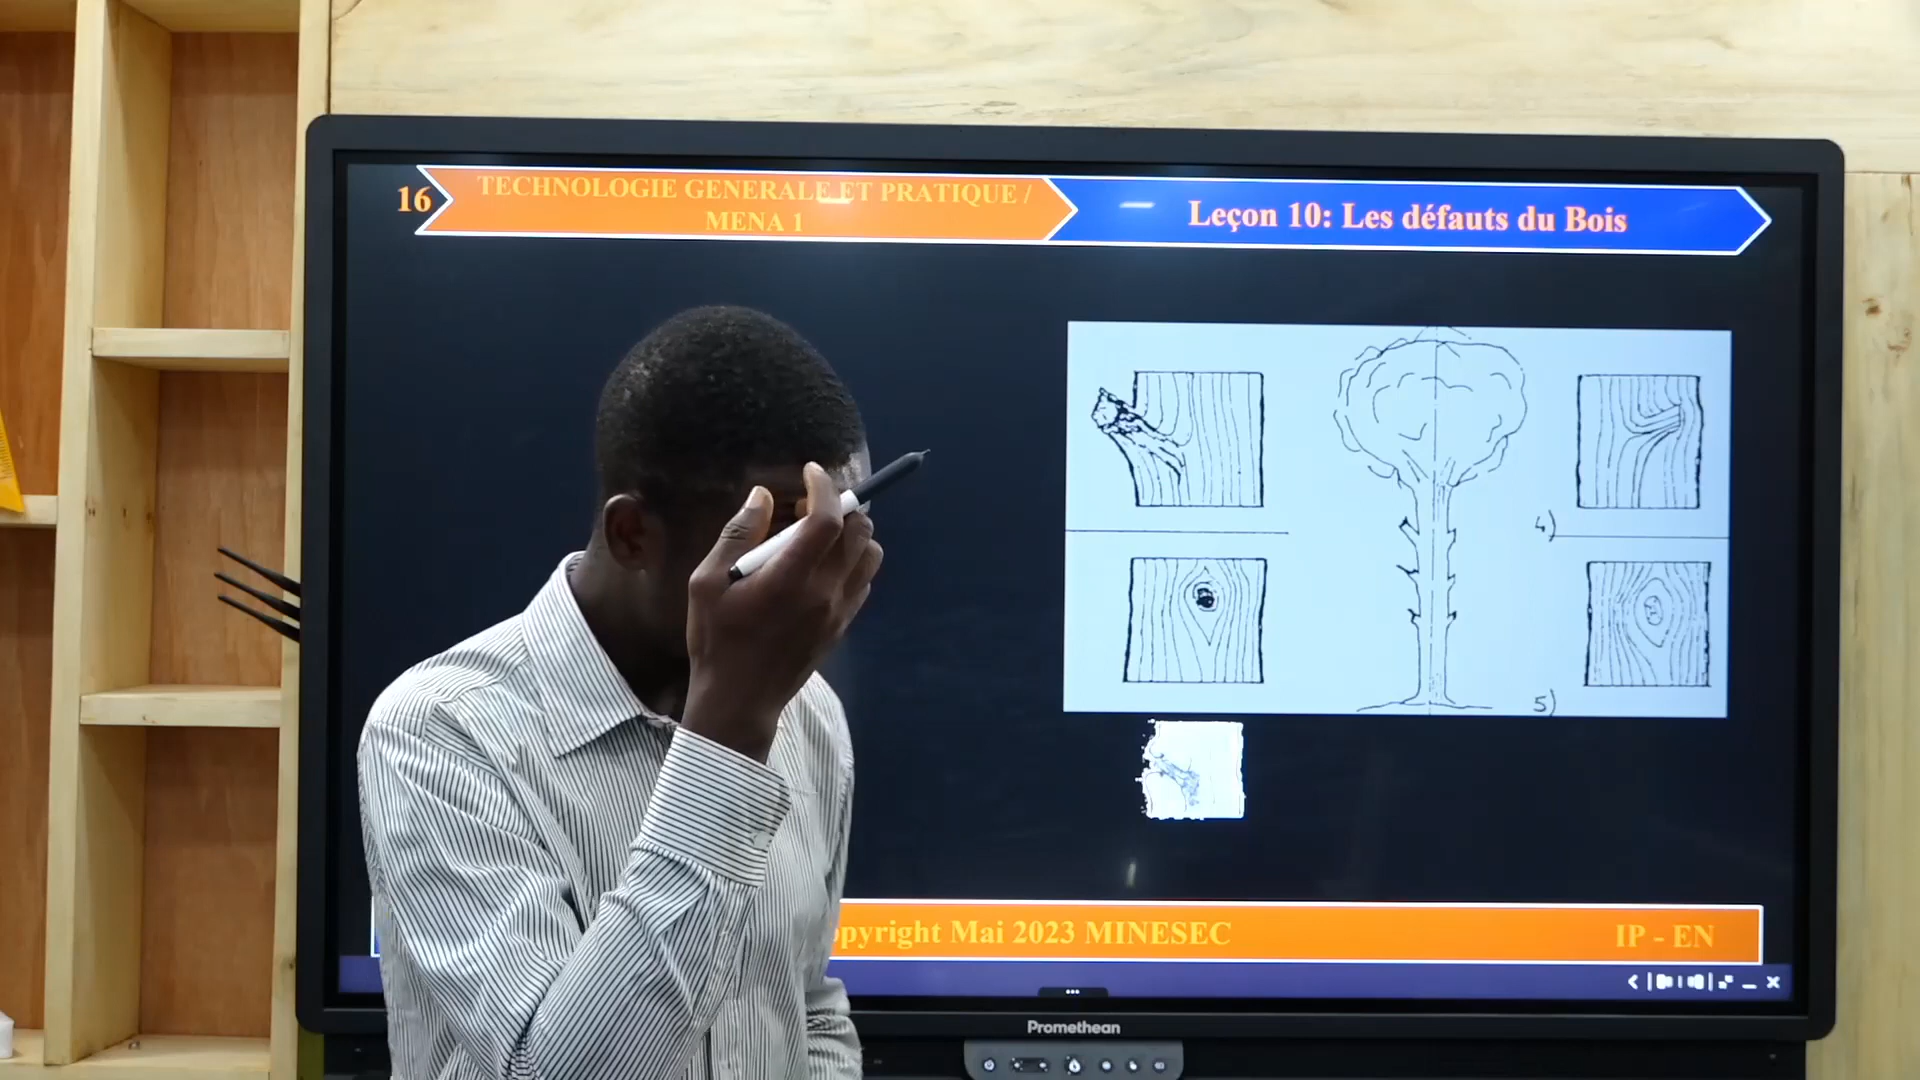 16
TECHNOLOGIE GENERALE ET PRATIQUE /
MENA 1
Leçon 10: Les défauts du Bois
4)
5)
opyright Mai 2023 MINESEC
IP - EN
Promethean